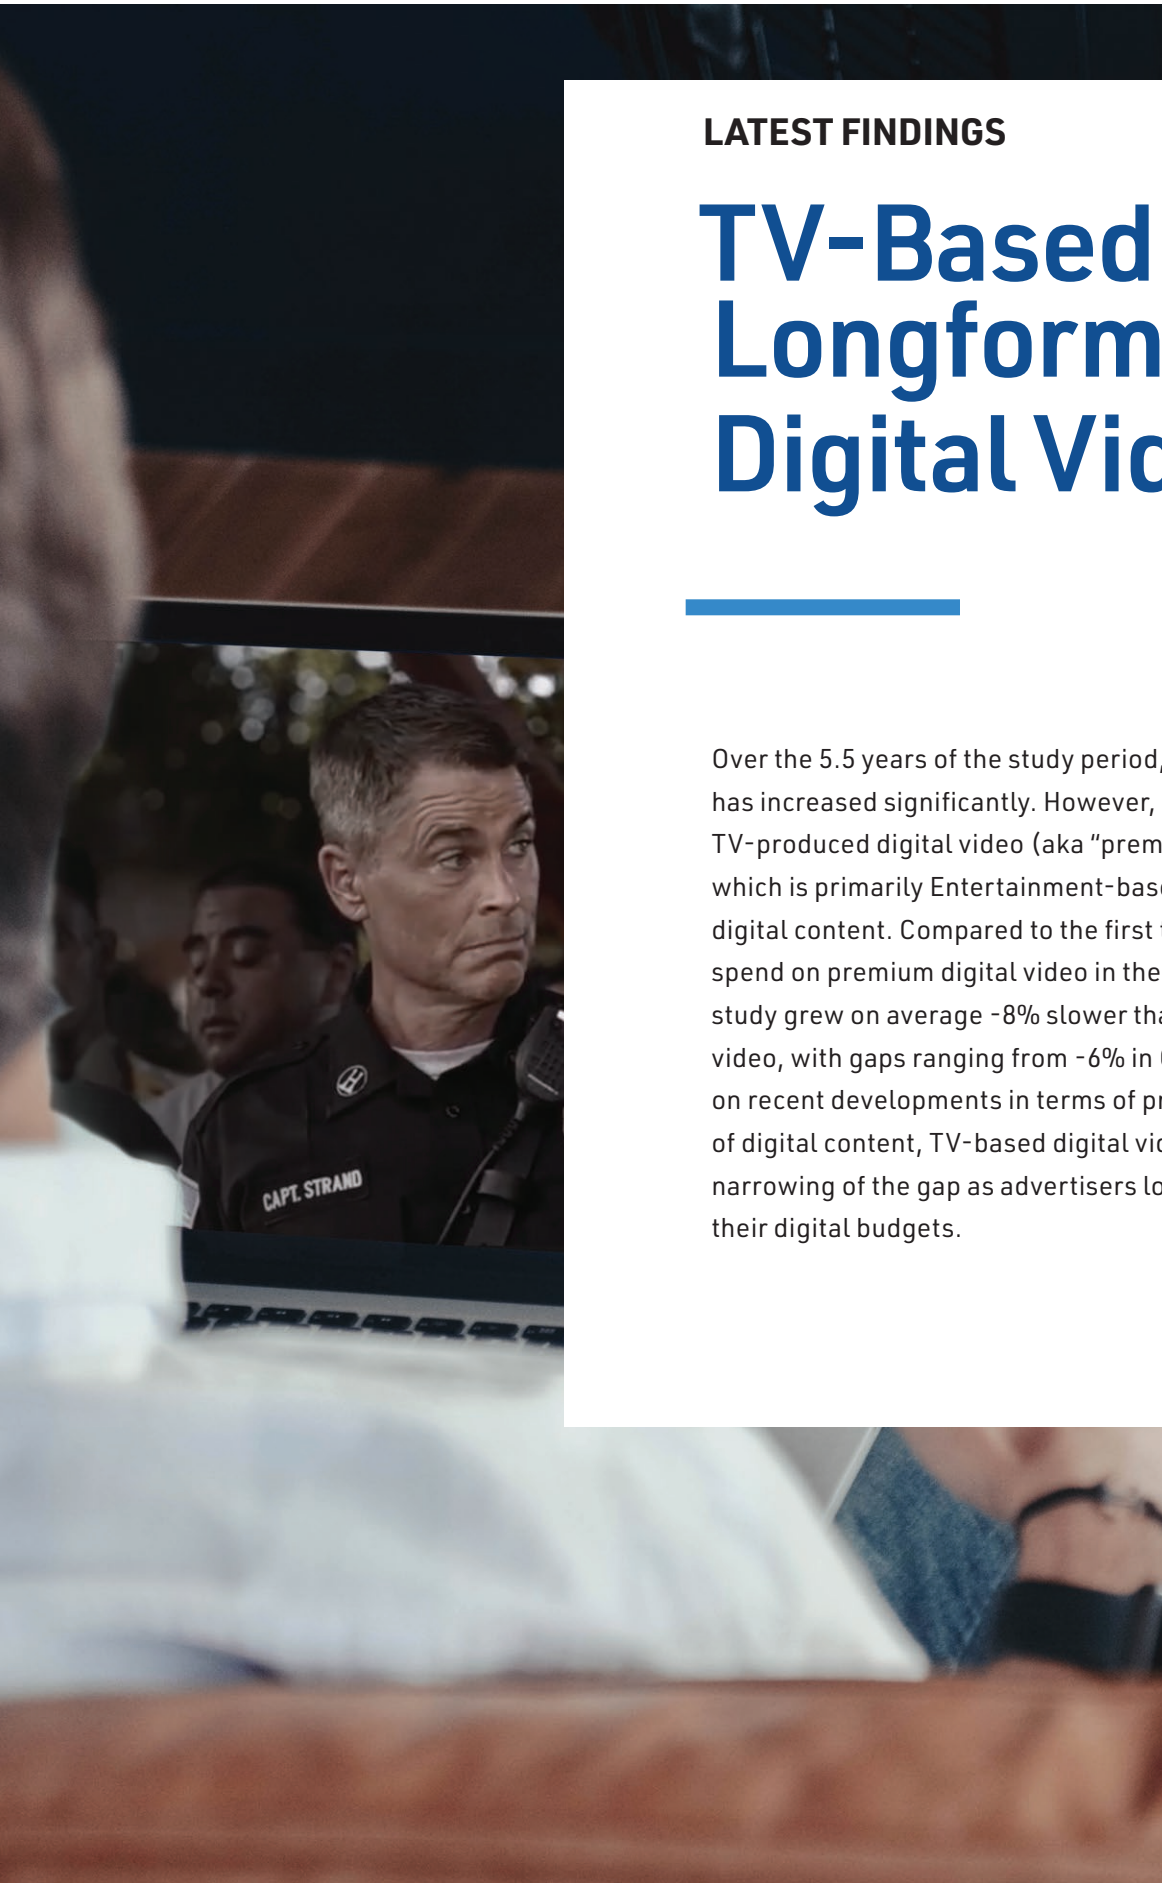 LATEST FINDINGS
TV-Based
Longform
Digital
Over the 5.5 years of the study period,
has increased significantly. However,
TV-produced digital video (aka
which is primarily
digital content. Compared to the first
spend on premium digital video in the
study grew on average -8% slower
video, with gaps ranging from -6% in
on recent developments in terms of
of digital content, TV-based digital
narrowing of the gap as advertisers
their digital budgets.
CAPT. STRAND